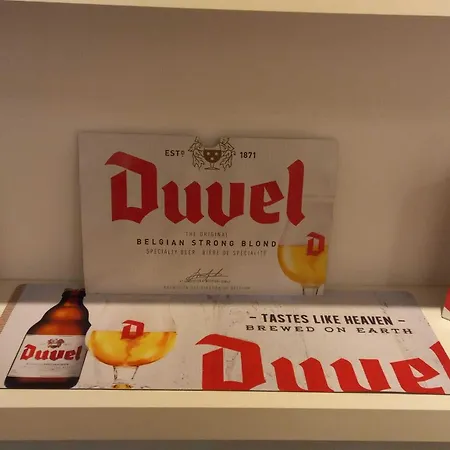 ESTD 1871
Duvel
THE ORIGINAL
BELGIAN STRONG BLOND
SPECIALTY BEER · BIÈRE DE SPÉCIALITÉ
D
- TASTES LIKE HEAVEN -
BREWED ON EARTH
Duvel
D
Duvel